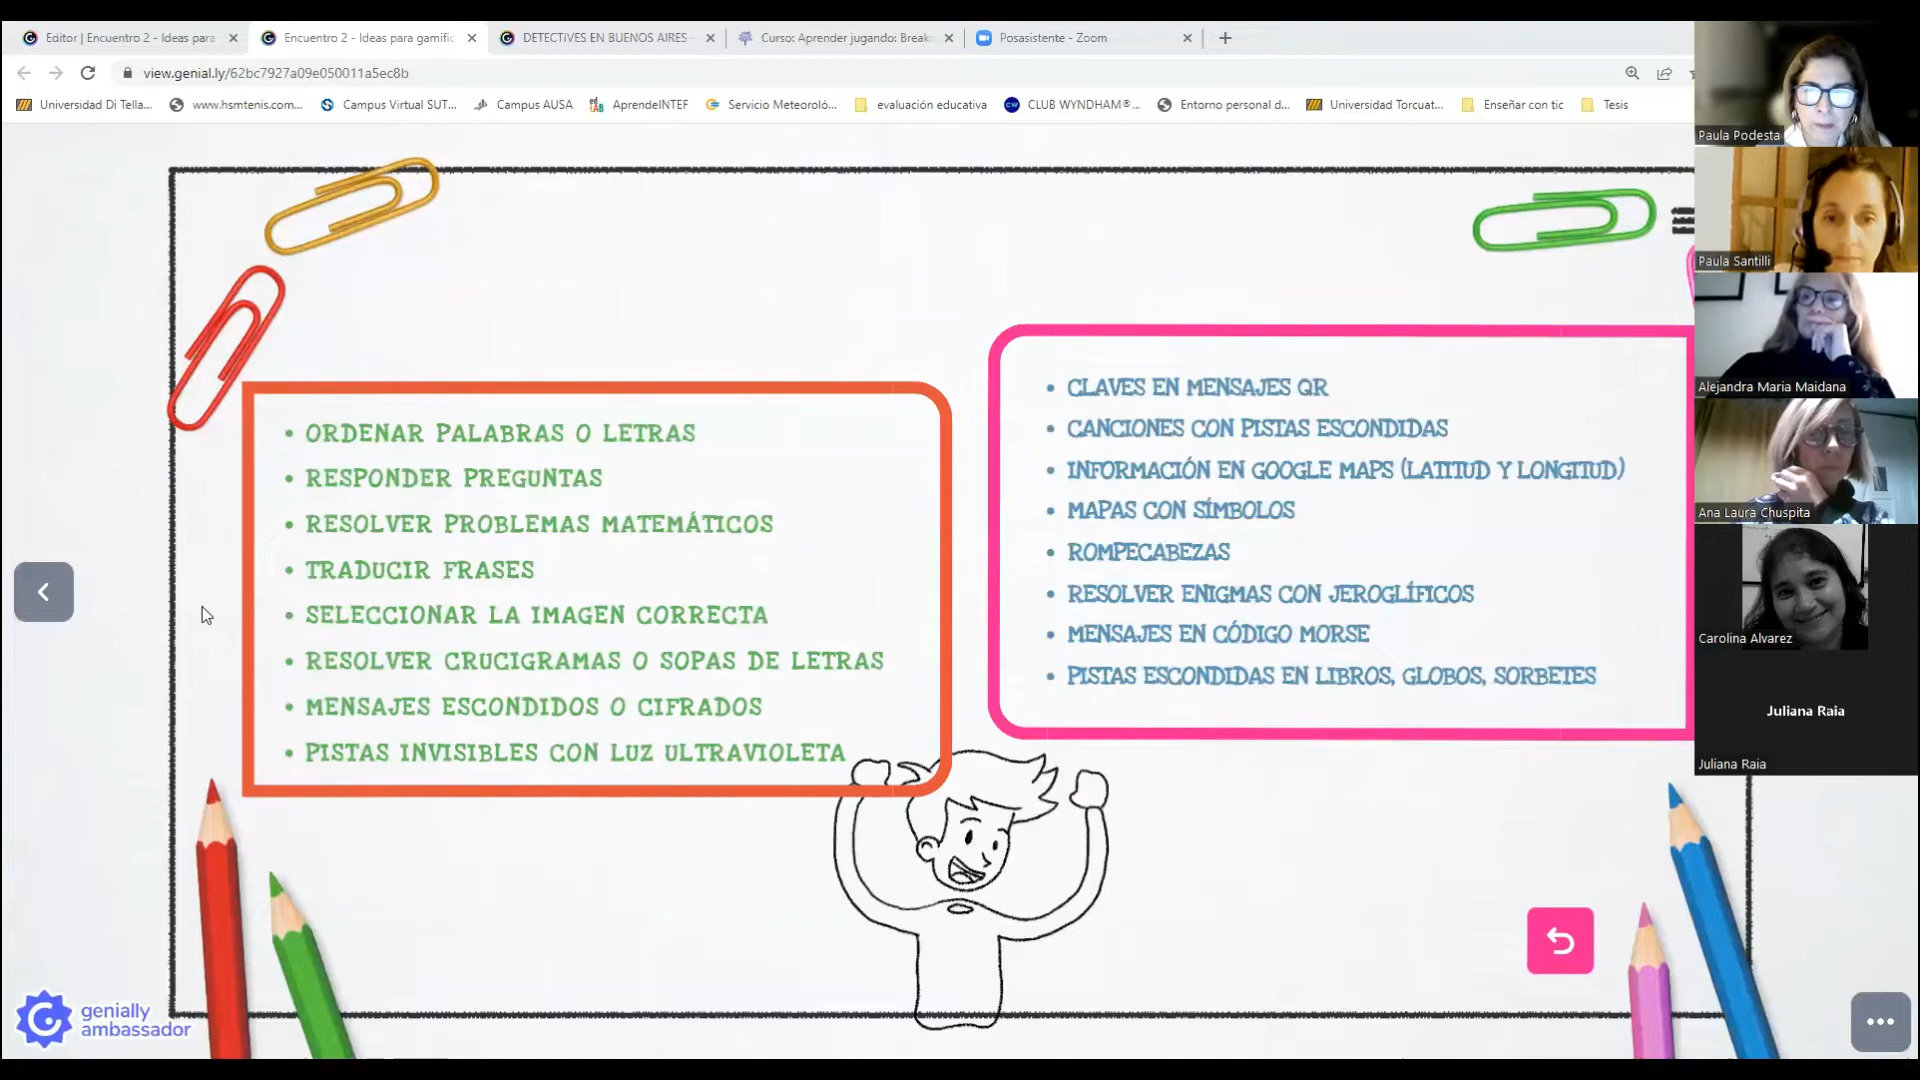 Editor | Encuentro 2 - Ideas para
Encuentro 2 - Ideas para gamific
DETECTIVES EN BUENOS AIRES -
Curso: Aprender jugando: Break
Posasistente - Zoom
view.genial.ly/62bc7927a09e050011a5ec8b
Universidad Di Tella...
www.hsmtenis.com...
Campus Virtual SUT...
Campus AUSA
AprendeINTEF
Servicio Meteoroló...
evaluación educativa
CLUB WYNDHAM®...
Entorno personal d...
Universidad Torcuat...
Enseñar con tic
Tesis
• ORDENAR PALABRAS O LETRAS
• RESPONDER PREGUNTAS
• RESOLVER PROBLEMAS MATEMÁTICOS
• TRADUCIR FRASES
• SELECCIONAR LA IMAGEN CORRECTA
• RESOLVER CRUCIGRAMAS O SOPAS DE LETRAS
• MENSAJES ESCONDIDOS O CIFRADOS
• PISTAS INVISIBLES CON LUZ ULTRAVIOLETA
• CLAVES EN MENSAJES QR
• CANCIONES CON PISTAS ESCONDIDAS
• INFORMACIÓN EN GOOGLE MAPS (LATITUD Y LONGITUD)
• MAPAS CON SÍMBOLOS
• ROMPECABEZAS
• RESOLVER ENIGMAS CON JEROGLÍFICOS
• MENSAJES EN CÓDIGO MORSE
• PISTAS ESCONDIDAS EN LIBROS, GLOBOS, SORBETES
genially
ambassador
Paula Podesta
Paula Santilli
Alejandra Maria Maidana
Ana Laura Chuspita
Carolina Alvarez
Juliana Raia
Juliana Raia